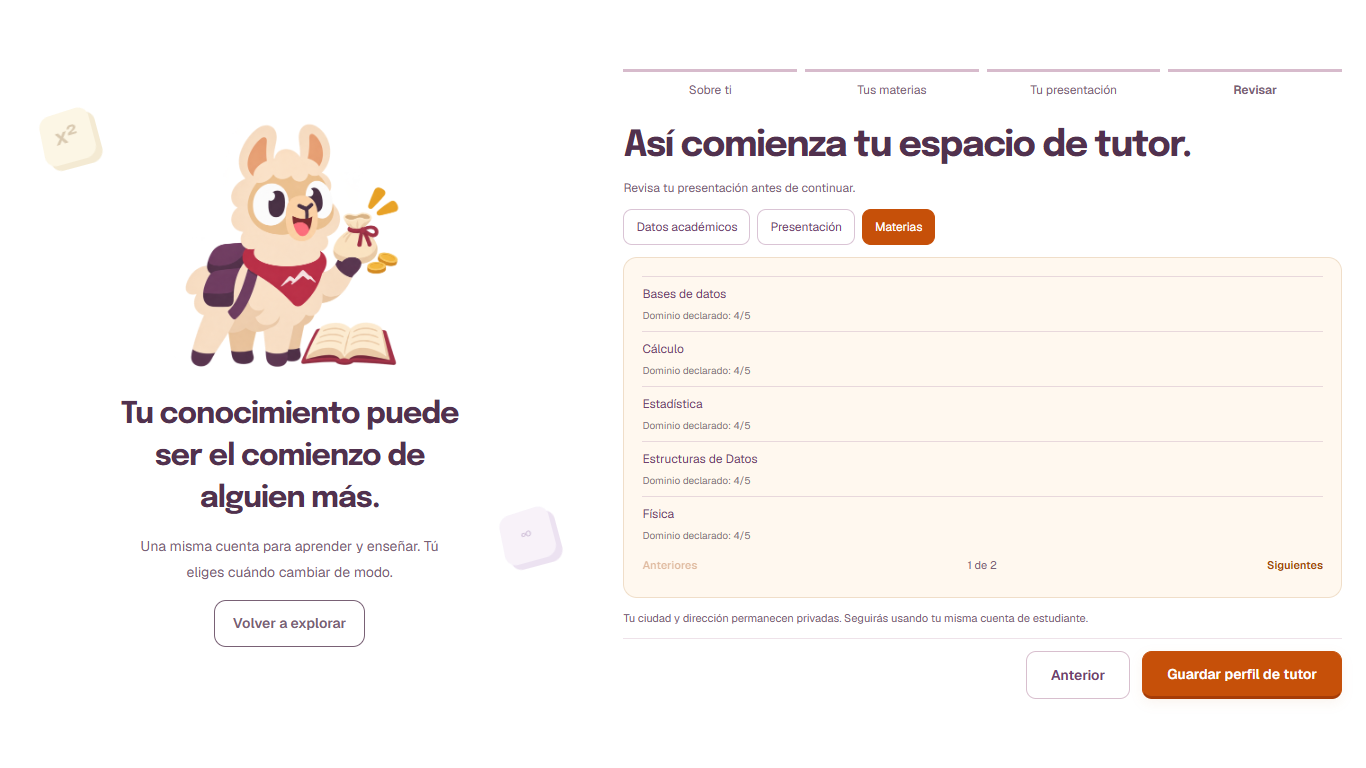 x²
Tu conocimiento puede
ser el comienzo de
alguien más.
Una misma cuenta para aprender y enseñar. Tú
eliges cuándo cambiar de modo.
Volver a explorar
∞
Sobre ti
Tus materias
Tu presentación
Revisar
Así comienza tu espacio de tutor.
Revisa tu presentación antes de continuar.
Datos académicos
Presentación
Materias
Bases de datos
Dominio declarado: 4/5
Cálculo
Dominio declarado: 4/5
Estadística
Dominio declarado: 4/5
Estructuras de Datos
Dominio declarado: 4/5
Física
Dominio declarado: 4/5
Anteriores
1 de 2
Siguientes
Tu ciudad y dirección permanecen privadas. Seguirás usando tu misma cuenta de estudiante.
Anterior
Guardar perfil de tutor